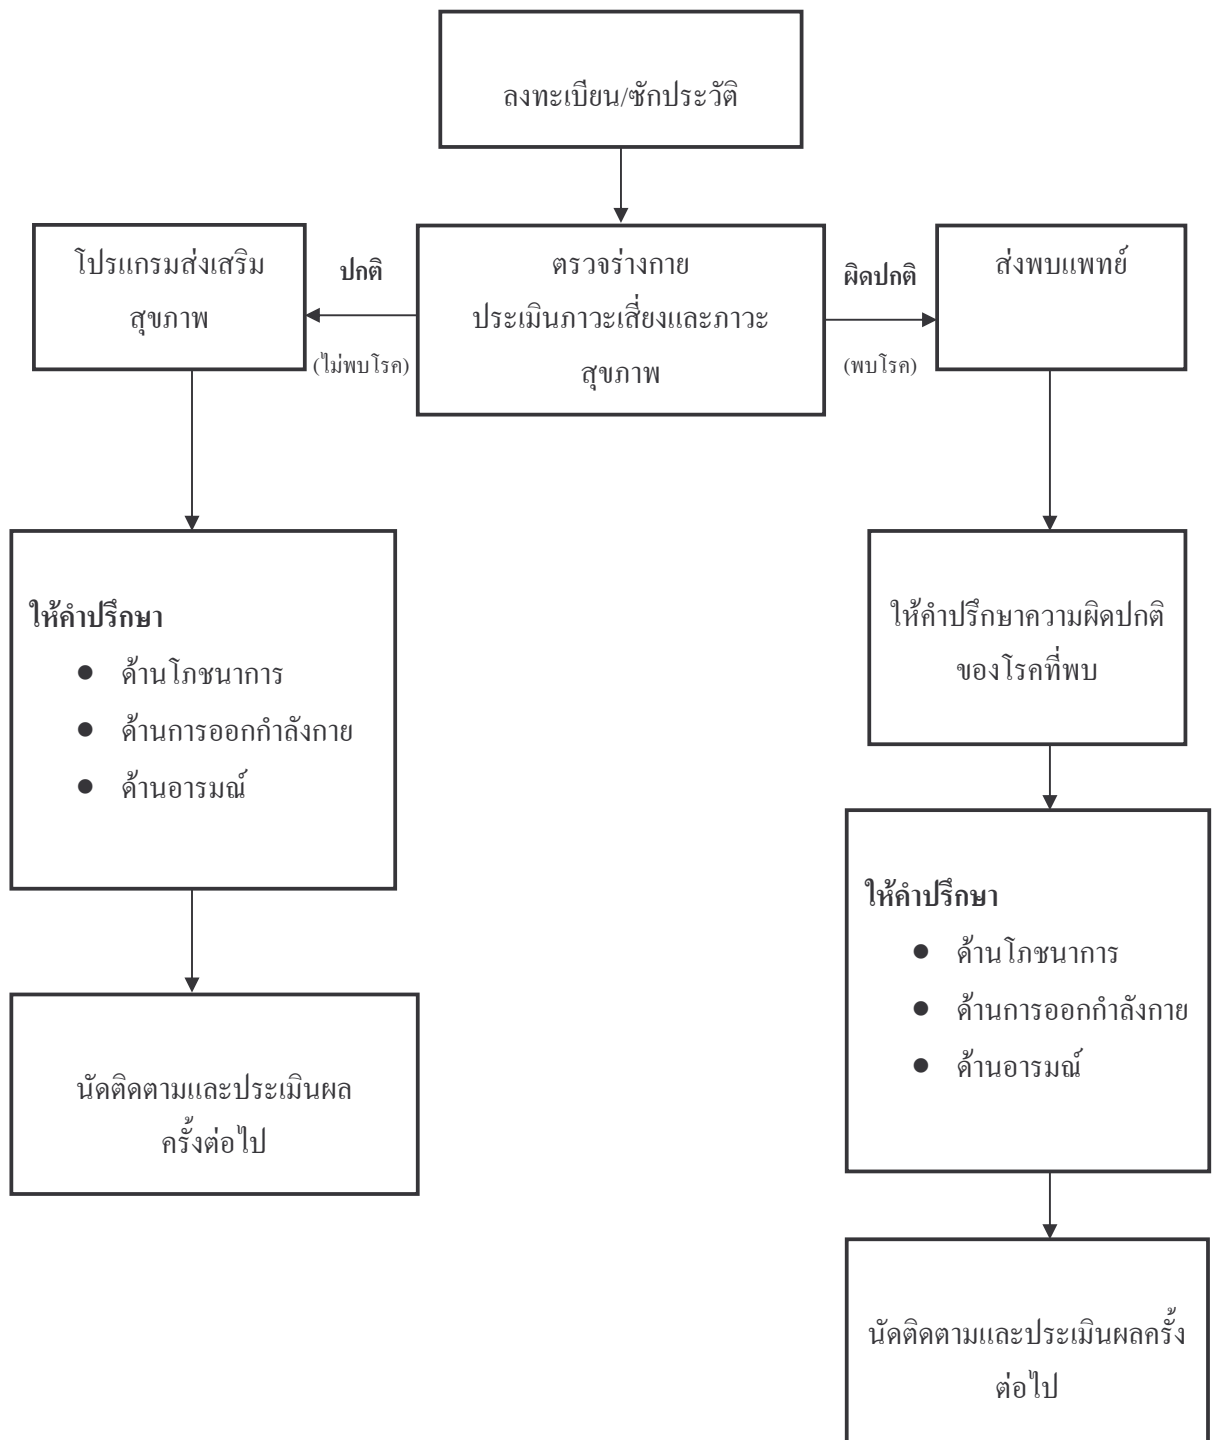 ลงทะเบียน/ซักประวัติ
โปรแกรมส่งเสริม
สุขภาพ
ปกติ
(ไม่พบโรค)
ตรวจร่างกาย
ประเมินภาวะเสี่ยงและภาวะ
สุขภาพ
ผิดปกติ
(พบโรค)
ส่งพบแพทย์
ให้คำปรึกษา
● ด้านโภชนาการ
● ด้านการออกกำลังกาย
● ด้านอารมณ์
ให้คำปรึกษาความผิดปกติ
ของโรคที่พบ
ให้คำปรึกษา
● ด้านโภชนาการ
● ด้านการออกกำลังกาย
● ด้านอารมณ์
นัดติดตามและประเมินผล
ครั้งต่อไป
นัดติดตามและประเมินผลครั้ง
ต่อไป